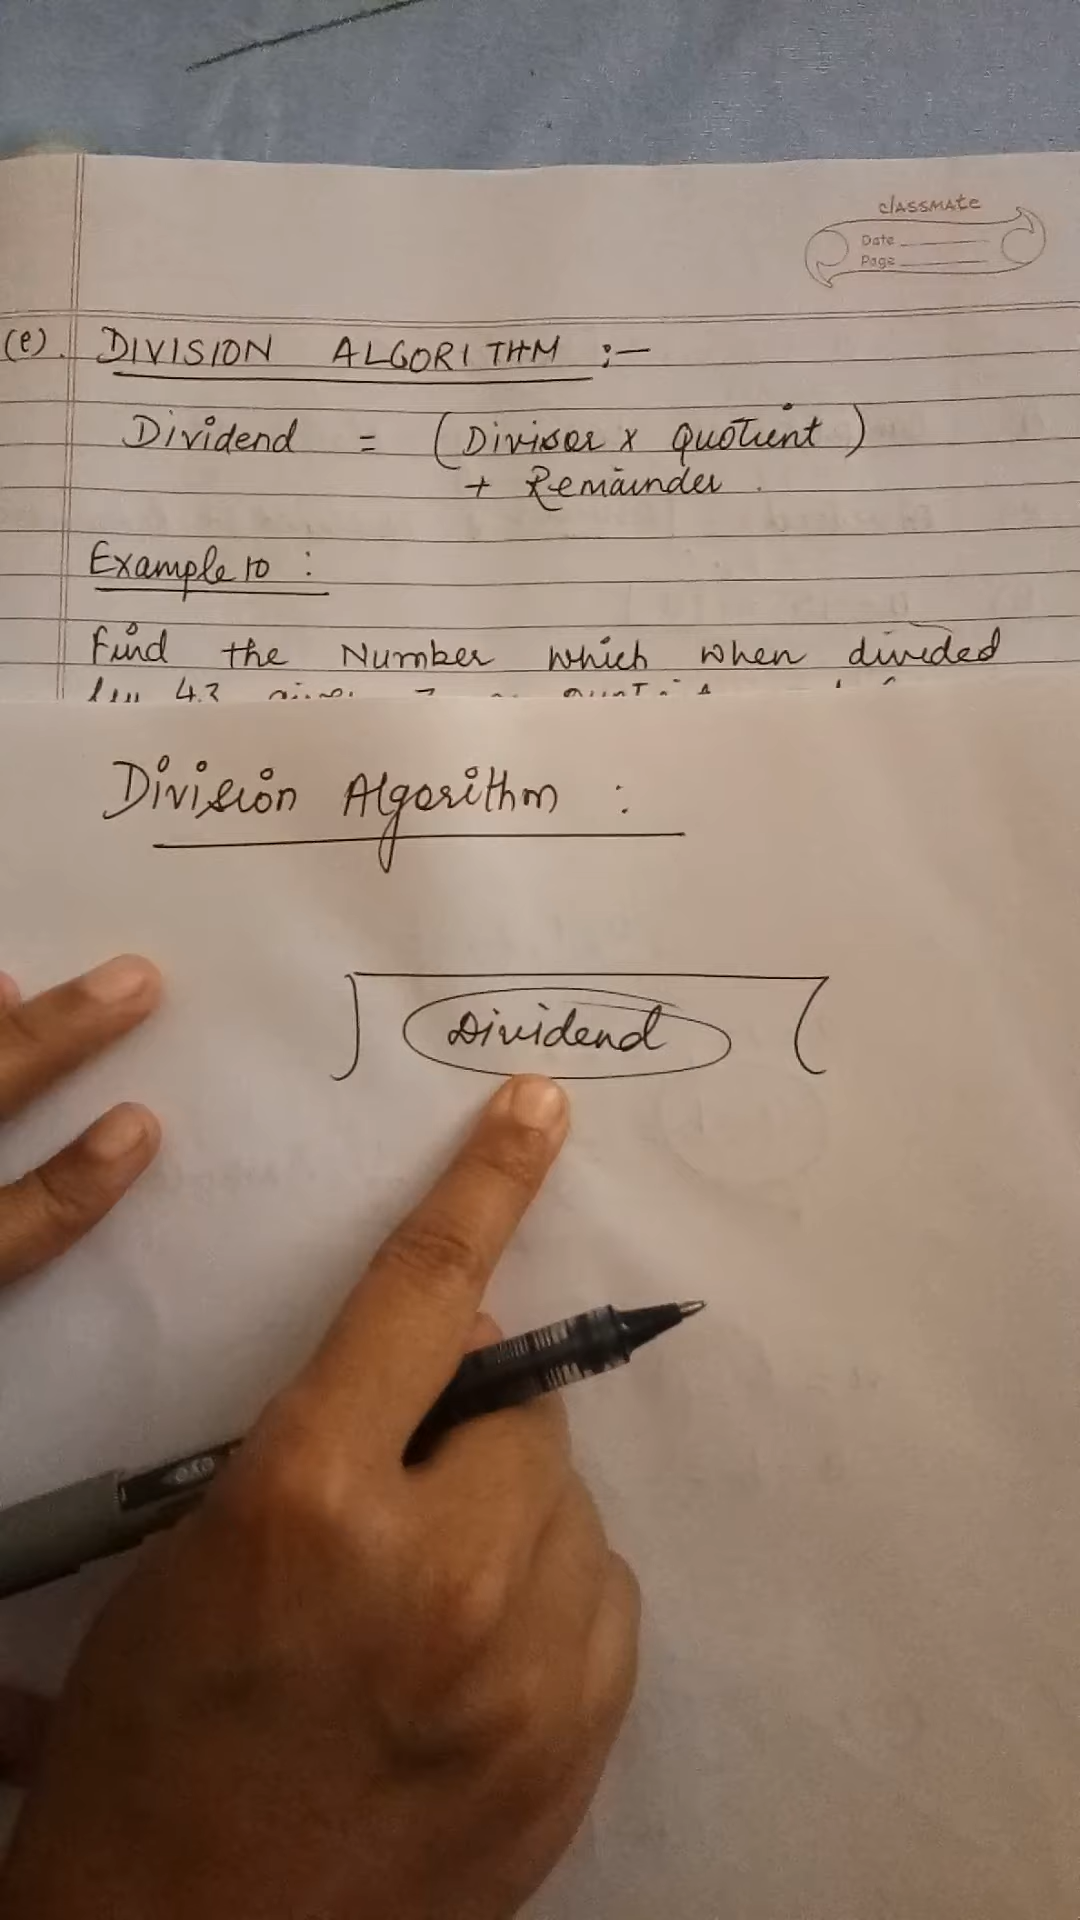 classmate
Date
Page
(e). DIVISION ALGORITHM :-
Dividend = (Divisor x Quotient)
+ Remainder.
Example 10 :
Find the Number which when divided
Division Algorithm :
Dividend